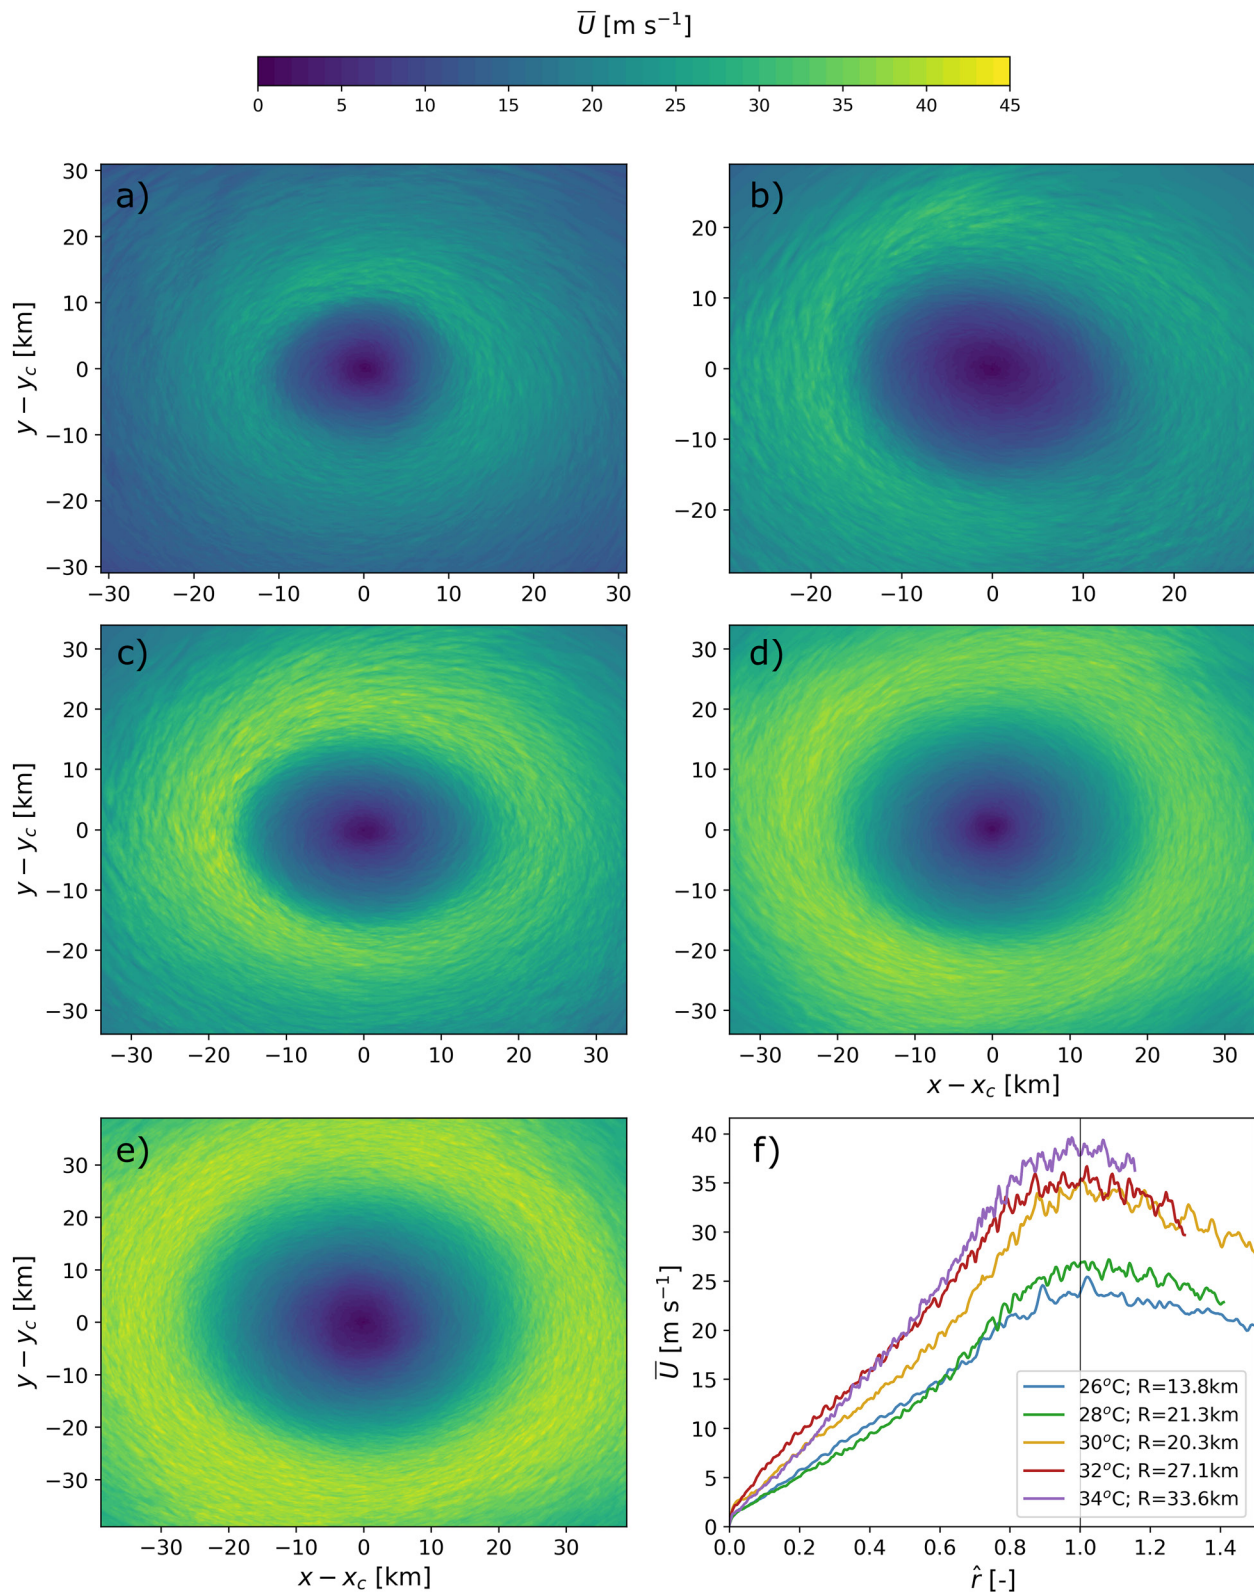 U̅ [m s⁻¹]
0 5 10 15 20 25 30 35 40 45
a)
30
20
10
0
−10
−20
−30
y − y_c [km]
−30 −20 −10 0 10 20 30
b)
20
10
0
−10
−20
−20 −10 0 10 20
c)
30
20
10
0
−10
−20
−30
y − y_c [km]
−30 −20 −10 0 10 20 30
d)
30
20
10
0
−10
−20
−30
−30 −20 −10 0 10 20 30
x − x_c [km]
e)
30
20
10
0
−10
−20
−30
y − y_c [km]
−30 −20 −10 0 10 20 30
x − x_c [km]
f)
40
35
30
25
20
15
10
5
0
U̅ [m s⁻¹]
26°C; R=13.8km
28°C; R=21.3km
30°C; R=20.3km
32°C; R=27.1km
34°C; R=33.6km
0.0 0.2 0.4 0.6 0.8 1.0 1.2 1.4
r̂ [-]